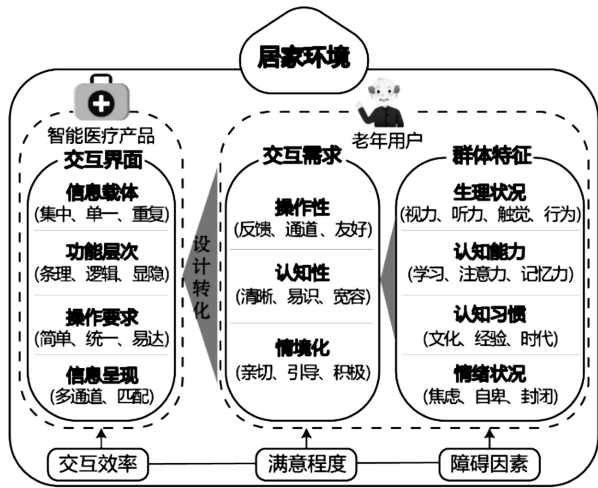 居家环境
智能医疗产品
老年用户
交互界面
信息载体
(集中、单一、重复)
功能层次
(条理、逻辑、显隐)
操作要求
(简单、统一、易达)
信息呈现
(多通道、匹配)
设计转化
交互需求
操作性
(反馈、通道、友好)
认知性
(清晰、易识、宽容)
情境化
(亲切、引导、积极)
群体特征
生理状况
(视力、听力、触觉、行为)
认知能力
(学习、注意力、记忆力)
认知习惯
(文化、经验、时代)
情绪状况
(焦虑、自卑、封闭)
交互效率
满意程度
障碍因素